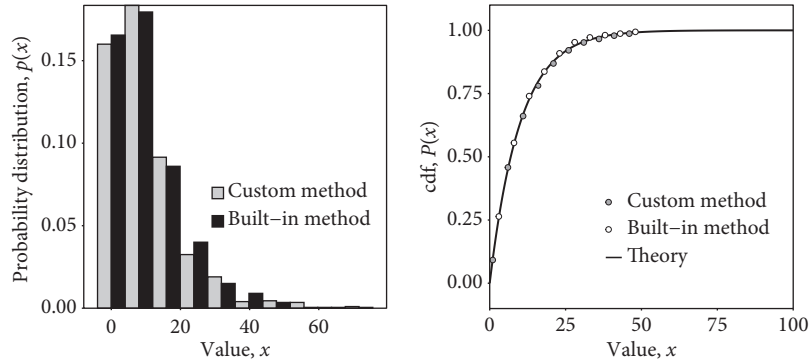 Probability distribution, p(x)
0.15
0.10
0.05
0.00
Custom method
Built-in method
0
20
40
60
Value, x
cdf, P(x)
1.00
0.75
0.50
0.25
0.00
Custom method
Built-in method
Theory
0
25
50
75
100
Value, x